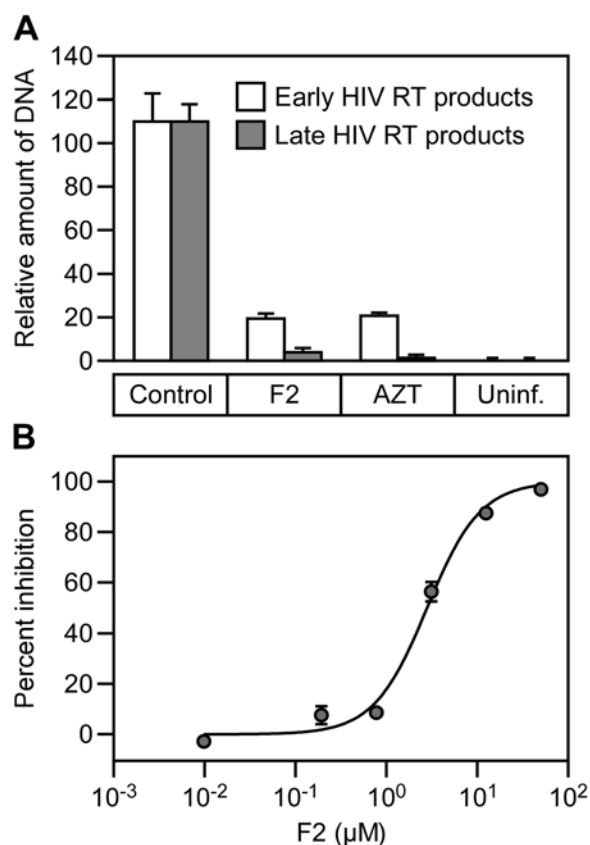 A
Relative amount of DNA
140
120
100
80
60
40
20
0
Early HIV RT products
Late HIV RT products
Control F2 AZT Uninf.
B
Percent inhibition
100
80
60
40
20
0
10⁻³ 10⁻² 10⁻¹ 10⁰ 10¹ 10²
F2 (µM)